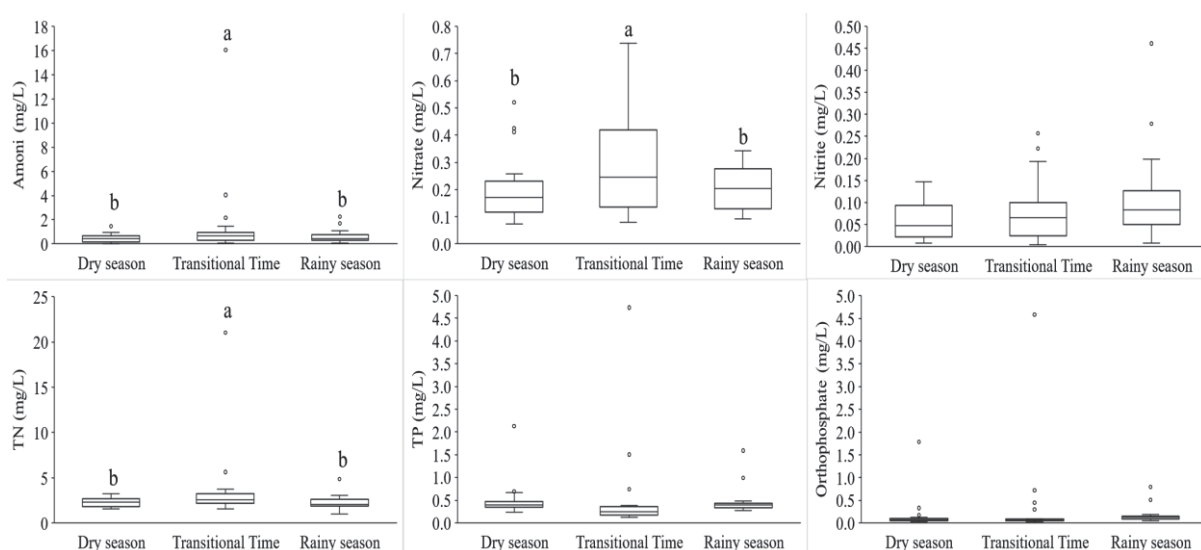 Amoni (mg/L)
18
16
14
12
10
8
6
4
2
0
a
b
b
Dry season
Transitional Time
Rainy season
Nitrate (mg/L)
0.8
0.7
0.6
0.5
0.4
0.3
0.2
0.1
0.0
b
a
b
Dry season
Transitional Time
Rainy season
Nitrite (mg/L)
0.50
0.45
0.40
0.35
0.30
0.25
0.20
0.15
0.10
0.05
0.00
Dry season
Transitional Time
Rainy season
TN (mg/L)
25
20
15
10
5
0
a
b
b
Dry season
Transitional Time
Rainy season
TP (mg/L)
5.0
4.5
4.0
3.5
3.0
2.5
2.0
1.5
1.0
0.5
0.0
Dry season
Transitional Time
Rainy season
Orthophosphate (mg/L)
5.0
4.5
4.0
3.5
3.0
2.5
2.0
1.5
1.0
0.5
0.0
Dry season
Transitional Time
Rainy season